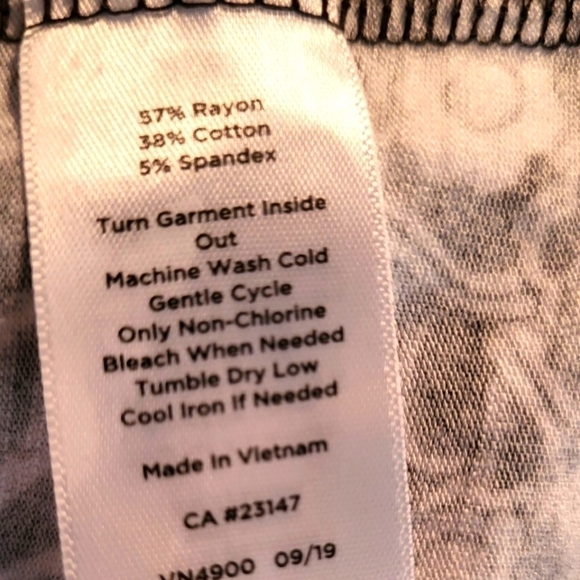 57% Rayon
38% Cotton
5% Spandex
Turn Garment Inside
Out
Machine Wash Cold
Gentle Cycle
Only Non-Chlorine
Bleach When Needed
Tumble Dry Low
Cool Iron If Needed
Made In Vietnam
CA #23147
VN4900 09/19